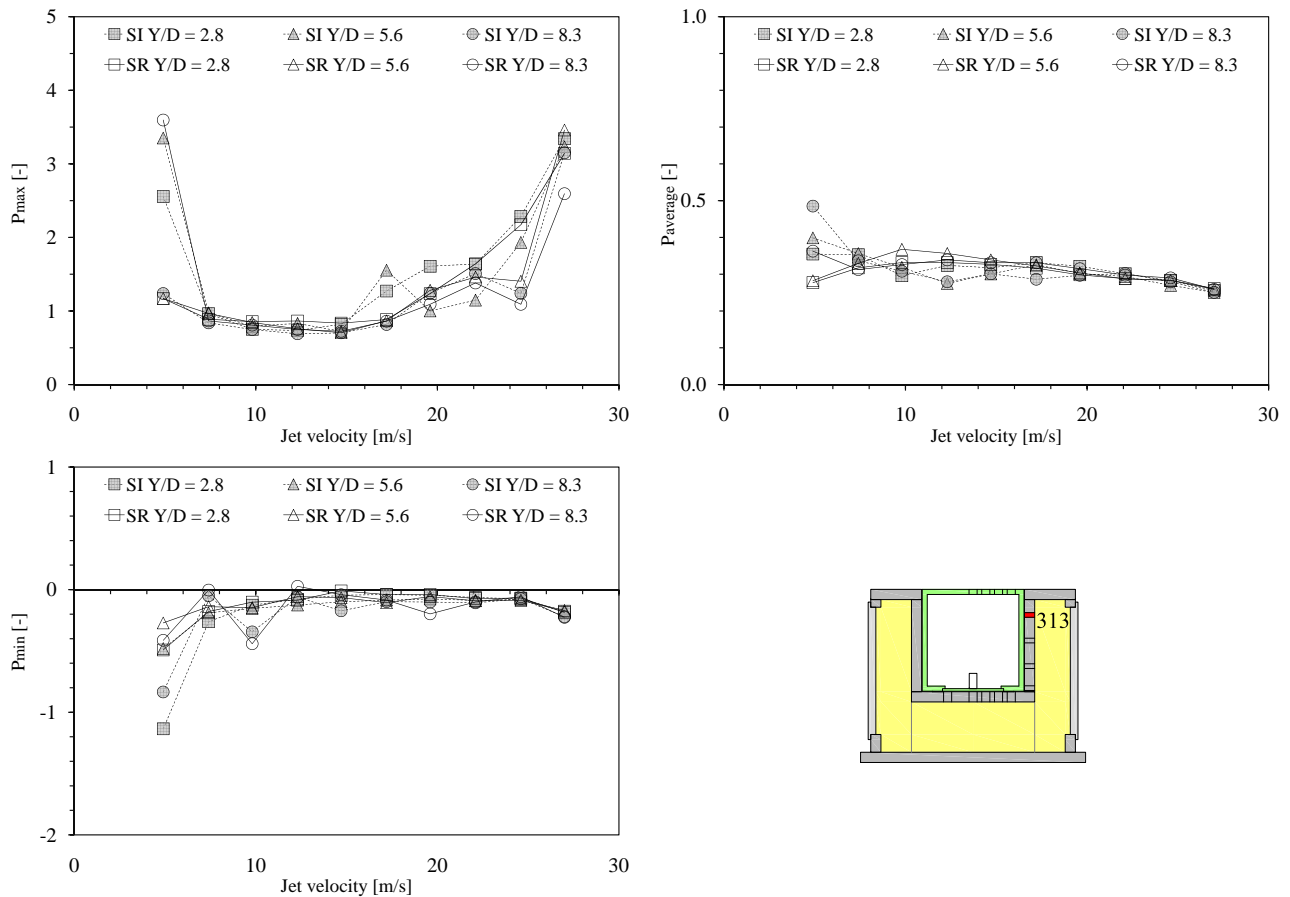 5
SI Y/D = 2.8 SI Y/D = 5.6 SI Y/D = 8.3
SR Y/D = 2.8 SR Y/D = 5.6 SR Y/D = 8.3
4
3
Pmax [-]
2
1
0
0 10 20 30
Jet velocity [m/s]
1.0
SI Y/D = 2.8 SI Y/D = 5.6 SI Y/D = 8.3
SR Y/D = 2.8 SR Y/D = 5.6 SR Y/D = 8.3
0.5
Paverage [-]
0.0
0 10 20 30
Jet velocity [m/s]
1
SI Y/D = 2.8 SI Y/D = 5.6 SI Y/D = 8.3
SR Y/D = 2.8 SR Y/D = 5.6 SR Y/D = 8.3
0
Pmin [-]
-1
-2
0 10 20 30
Jet velocity [m/s]
313